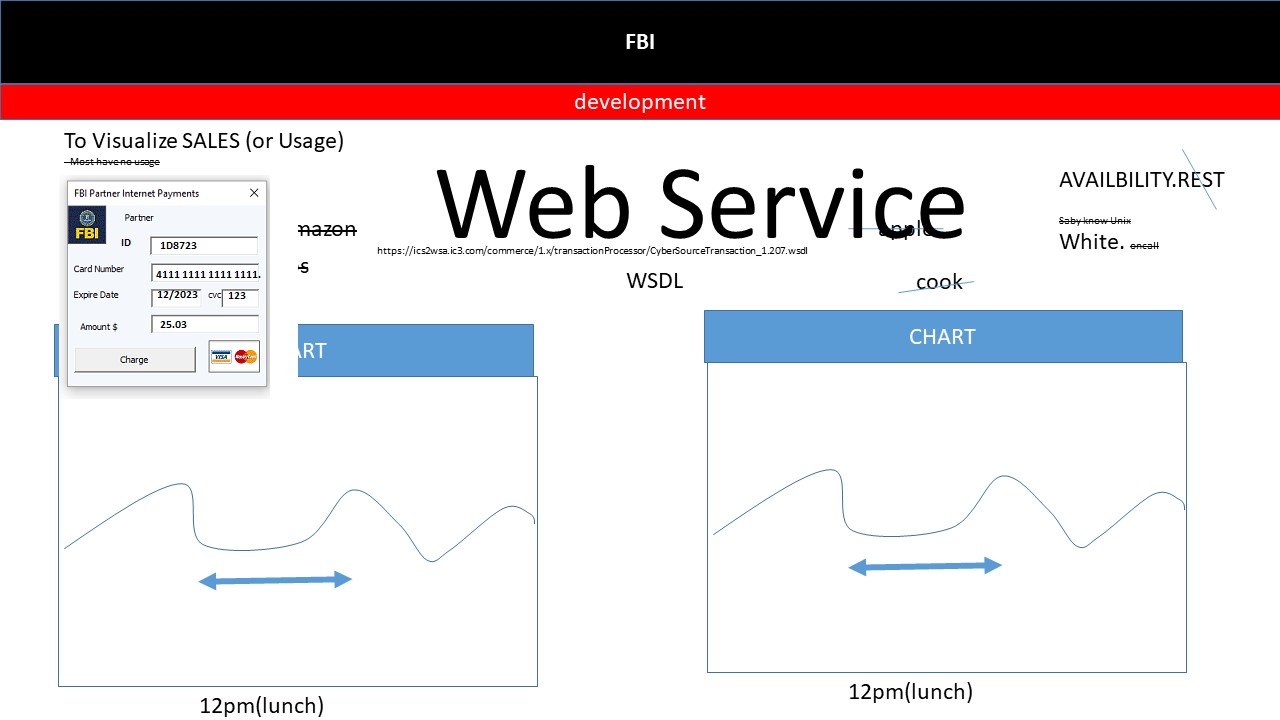 FBI
development
To Visualize SALES (or Usage)
- Most have no usage
Web Service
AVAILBILITY.REST
FBI Partner Internet Payments
FBI
Partner
ID
1D8723
Card Number
4111 1111 1111 1111.
Expire Date
12/2023
cvc
123
Amount $
25.03
Charge
VISA
MasterCard
mazon
apple
Saby know Unix
White. oncall
https://ics2wsa.ic3.com/commerce/1.x/transactionProcessor/CyberSourceTransaction_1.207.wsdl
WSDL
cook
ART
CHART
12pm(lunch)
12pm(lunch)